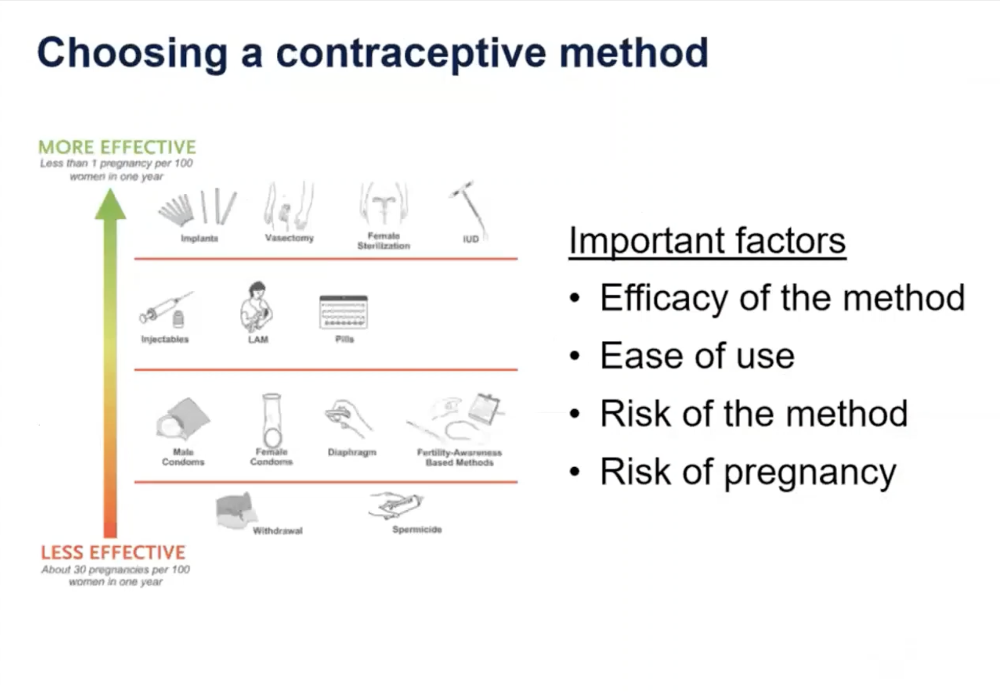 Choosing a contraceptive method
MORE EFFECTIVE
Less than 1 pregnancy per 100
women in one year
Implants
Vasectomy
Female
Sterilization
IUD
Injectables
LAM
Pills
Male
Condoms
Female
Condoms
Diaphragm
Fertility-Awareness
Based Methods
Withdrawal
Spermicide
LESS EFFECTIVE
About 30 pregnancies per 100
women in one year
Important factors
• Efficacy of the method
• Ease of use
• Risk of the method
• Risk of pregnancy